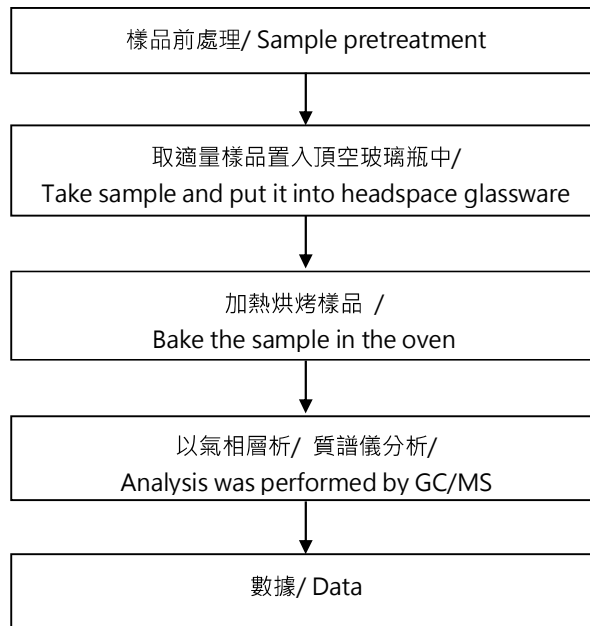 樣品前處理/ Sample pretreatment
取適量樣品置入頂空玻璃瓶中/
Take sample and put it into headspace glassware
加熱烘烤樣品 /
Bake the sample in the oven
以氣相層析/ 質譜儀分析/
Analysis was performed by GC/MS
數據/ Data